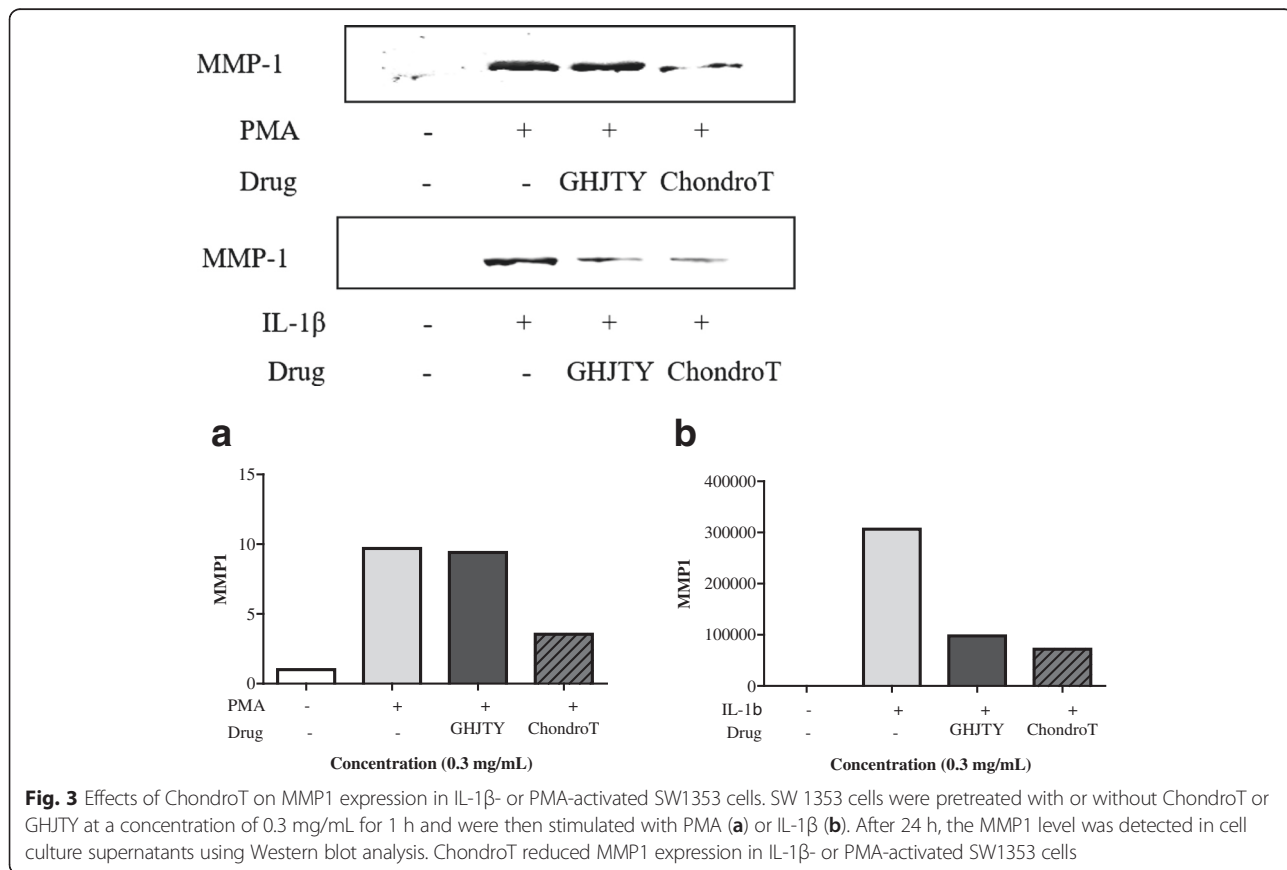 MMP-1
PMA - + + +
Drug - - GHJTY ChondroT
MMP-1
IL-1β - + + +
Drug - - GHJTY ChondroT
a
15
10
5
0
MMP1
PMA - + + +
Drug - - GHJTY ChondroT
Concentration (0.3 mg/mL)
b
400000
300000
200000
100000
0
MMP1
IL-1b - + + +
Drug - - GHJTY ChondroT
Concentration (0.3 mg/mL)
Fig. 3 Effects of ChondroT on MMP1 expression in IL-1β- or PMA-activated SW1353 cells. SW 1353 cells were pretreated with or without ChondroT or
GHJTY at a concentration of 0.3 mg/mL for 1 h and were then stimulated with PMA (a) or IL-1β (b). After 24 h, the MMP1 level was detected in cell
culture supernatants using Western blot analysis. ChondroT reduced MMP1 expression in IL-1β- or PMA-activated SW1353 cells